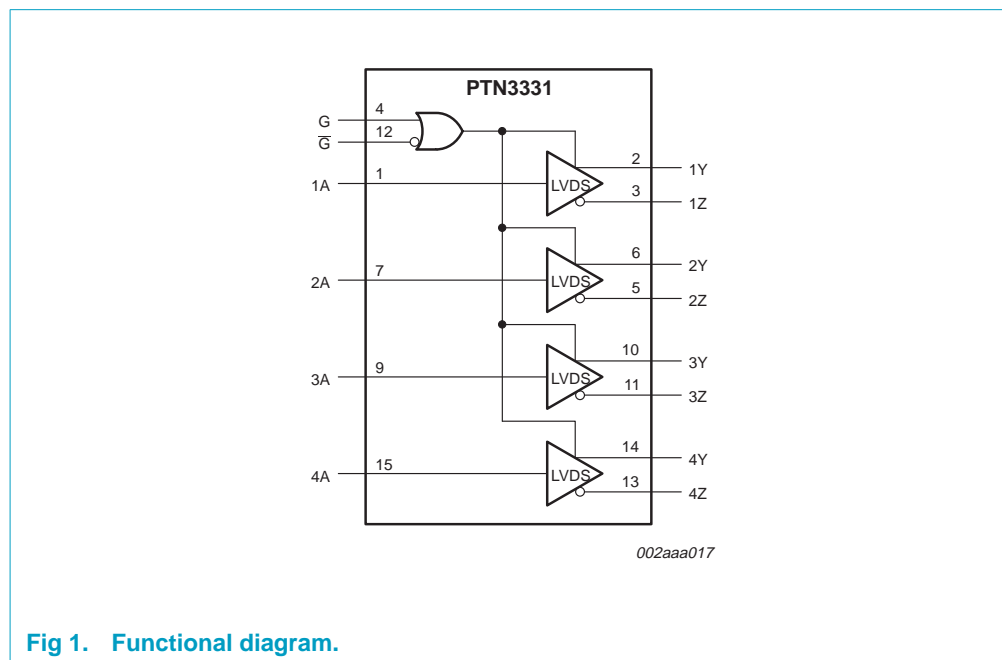 PTN3331
G 4
G̅ 12
1A 1
LVDS
2 1Y
3 1Z
2A 7
LVDS
6 2Y
5 2Z
3A 9
LVDS
10 3Y
11 3Z
4A 15
LVDS
14 4Y
13 4Z
002aaa017
Fig 1. Functional diagram.